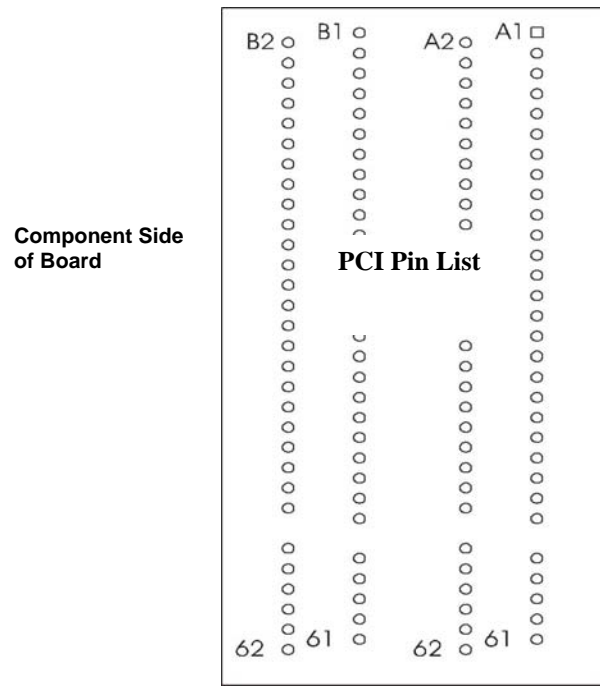 B2 B1 A2 A1
Component Side
of Board
PCI Pin List
62 61 62 61